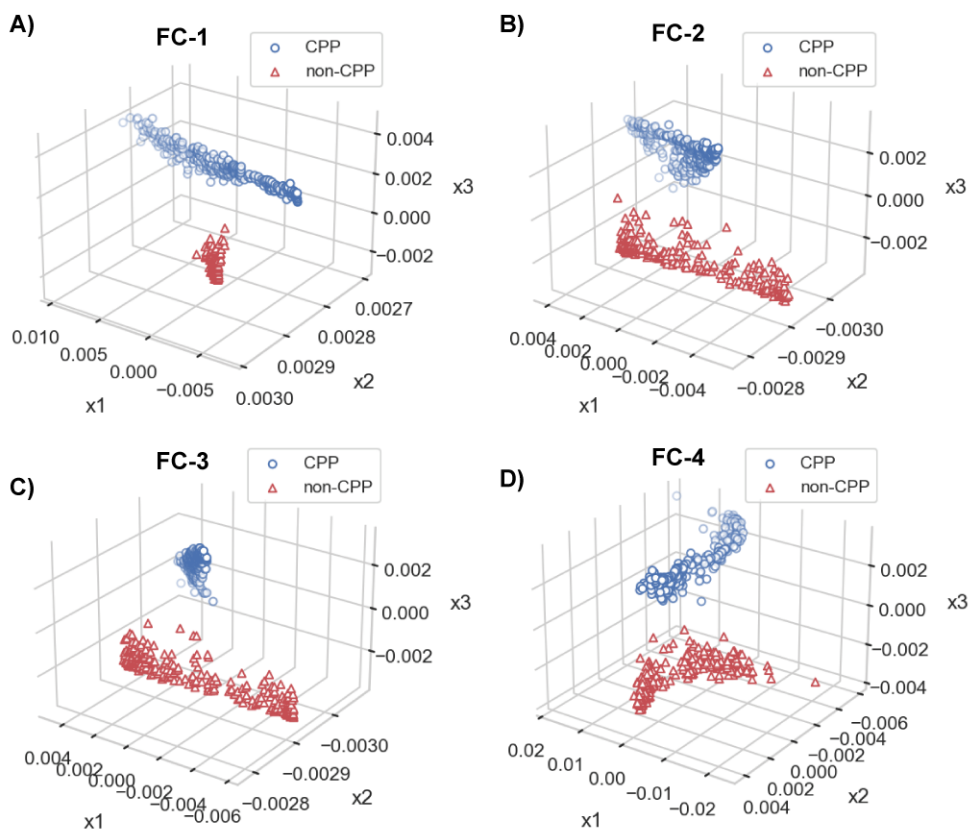 A)
FC-1
CPP
non-CPP
0.004
0.002
0.000
−0.002
x3
0.010
0.005
0.000
−0.005
x1
0.0027
0.0028
0.0029
0.0030
x2
B)
FC-2
CPP
non-CPP
0.002
0.000
−0.002
x3
0.004
0.002
0.000
−0.002
−0.004
x1
−0.0030
−0.0029
−0.0028
x2
C)
FC-3
CPP
non-CPP
0.002
0.000
−0.002
x3
0.004
0.002
0.000
−0.002
−0.004
−0.006
x1
−0.0030
−0.0029
−0.0028
x2
D)
FC-4
CPP
non-CPP
0.002
0.000
−0.002
−0.004
x3
0.02
0.01
0.00
−0.01
−0.02
x1
−0.006
−0.004
−0.002
0.000
0.002
0.004
x2